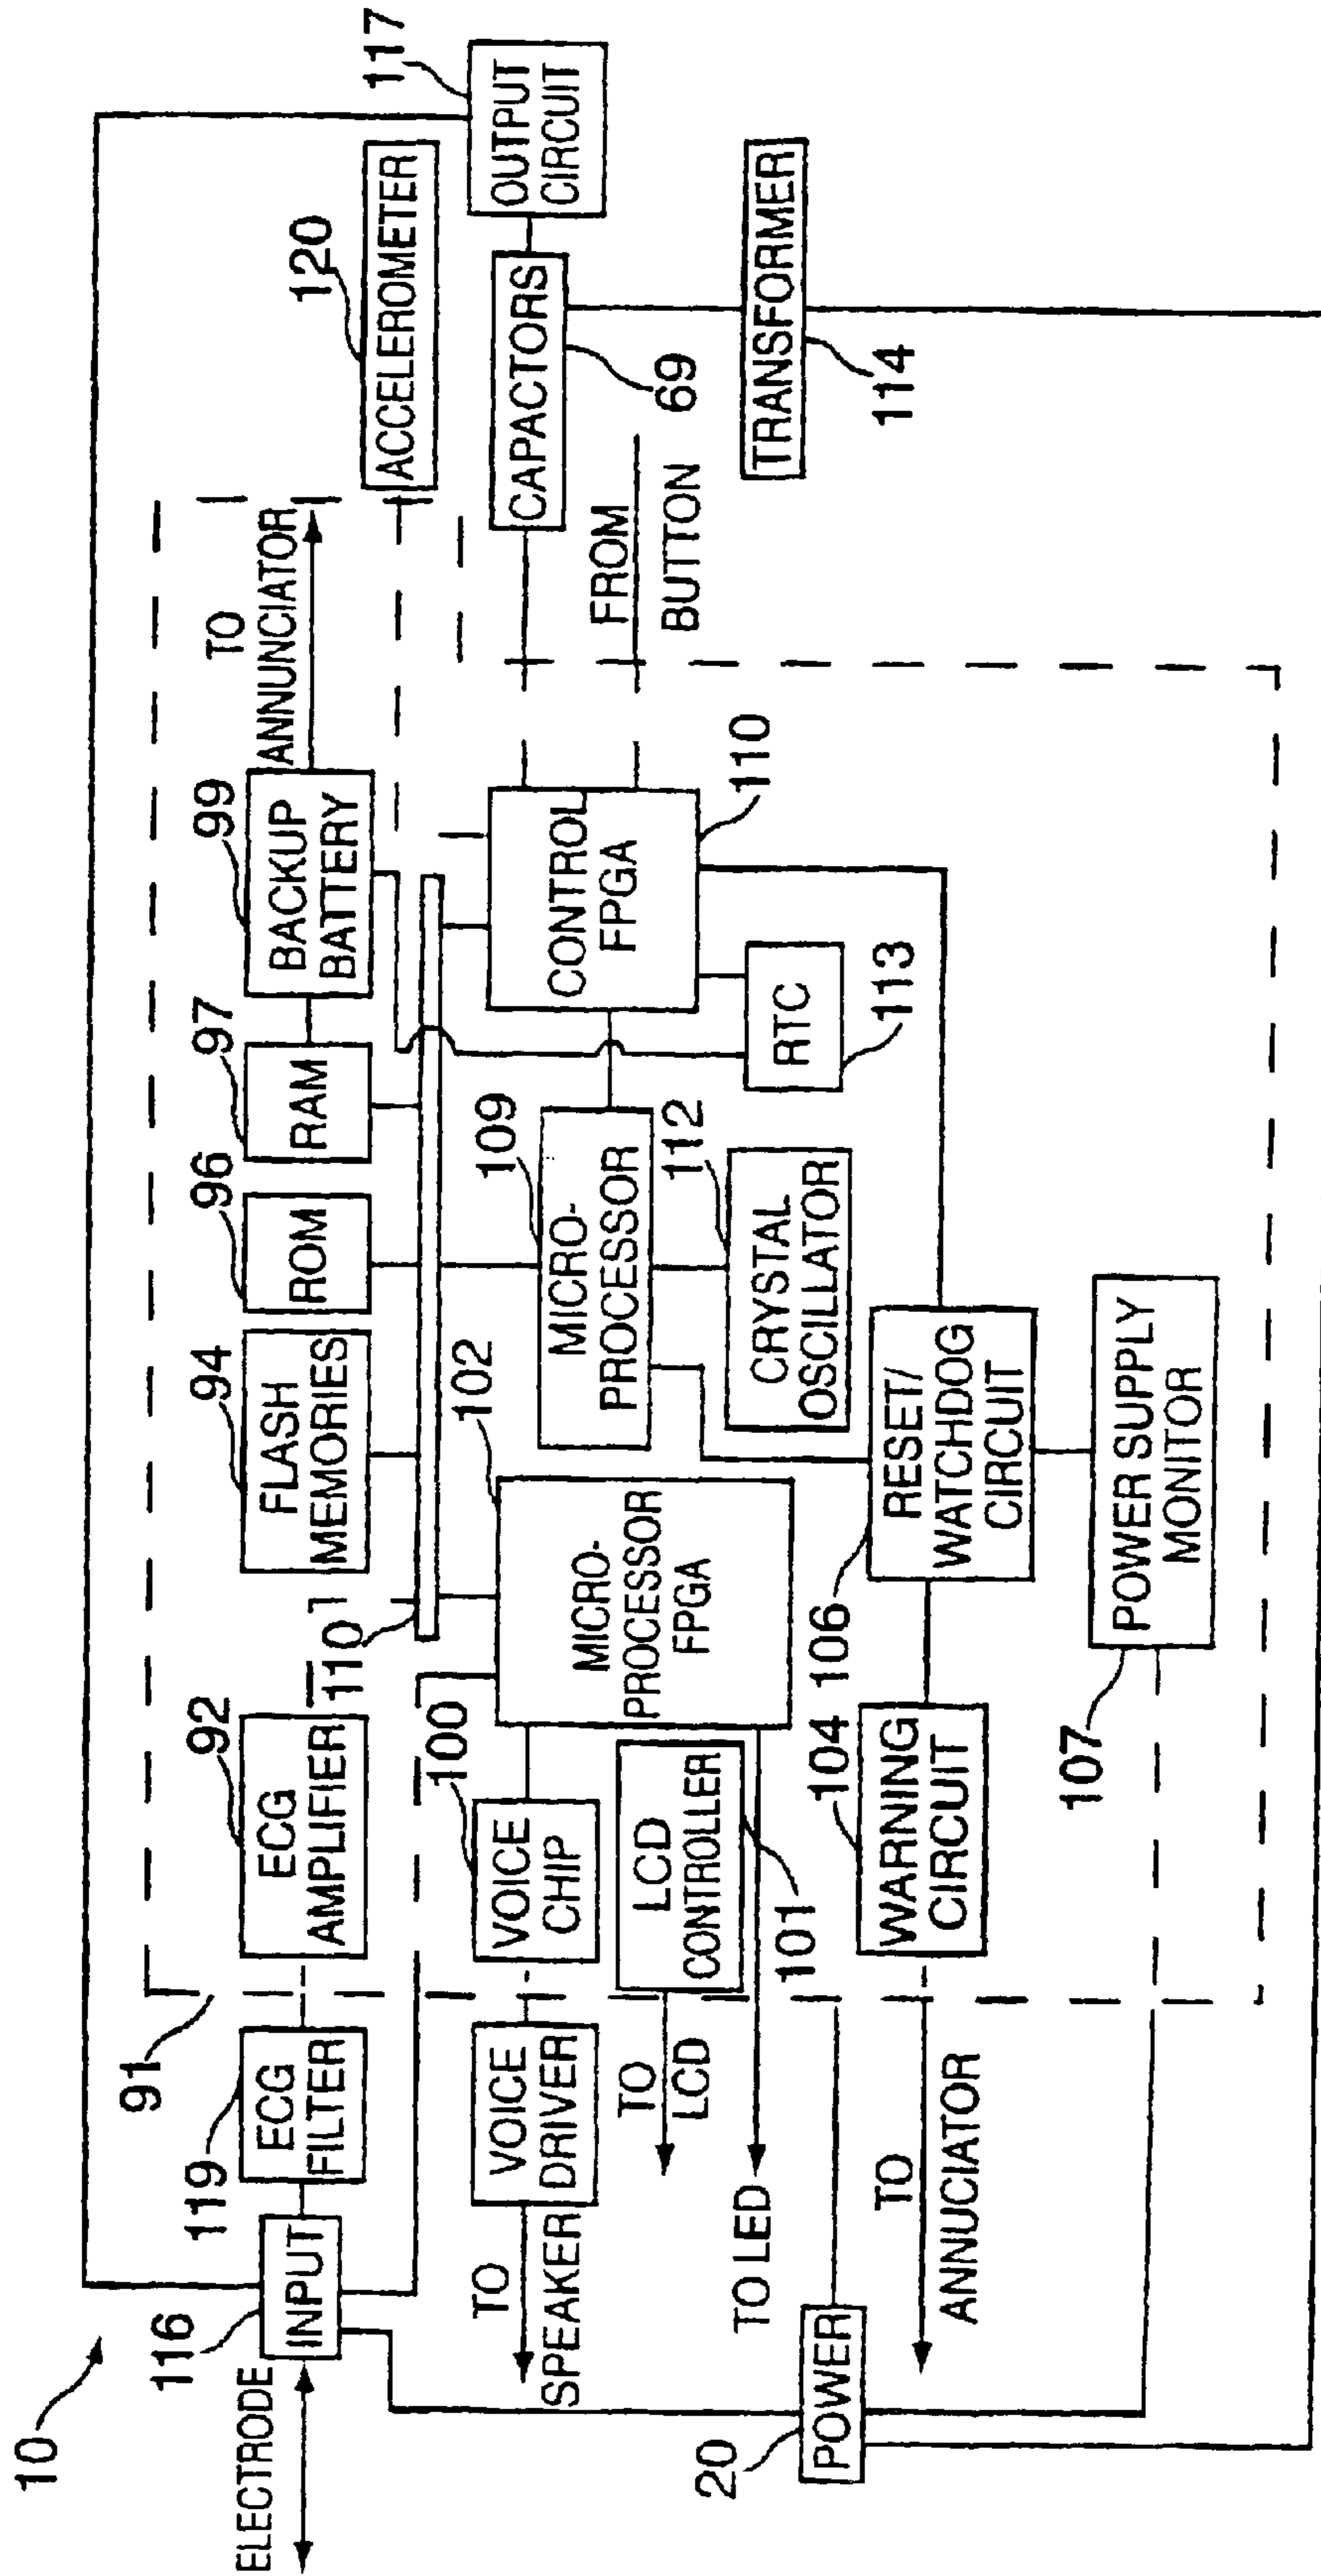 10
ELECTRODE
116
INPUT
119
ECG
FILTER
91
92
ECG
AMPLIFIER
110
94
FLASH
MEMORIES
96
ROM
97
RAM
99
BACKUP
BATTERY
TO
ANNUNCIATOR
120
ACCELEROMETER
117
OUTPUT
CIRCUIT
TO
SPEAKER
VOICE
DRIVER
100
VOICE
CHIP
102
MICRO-
PROCESSOR
FPGA
109
MICRO-
PROCESSOR
CONTROL
FPGA
110
CAPACTORS
69
FROM
BUTTON
TO
LCD
LCD
CONTROLLER
101
TO LED
112
CRYSTAL
OSCILLATOR
RTC
113
TRANSFORMER
114
20
POWER
TO
ANNUCIATOR
104
WARNING
CIRCUIT
106
RESET/
WATCHDOG
CIRCUIT
107
POWER SUPPLY
MONITOR